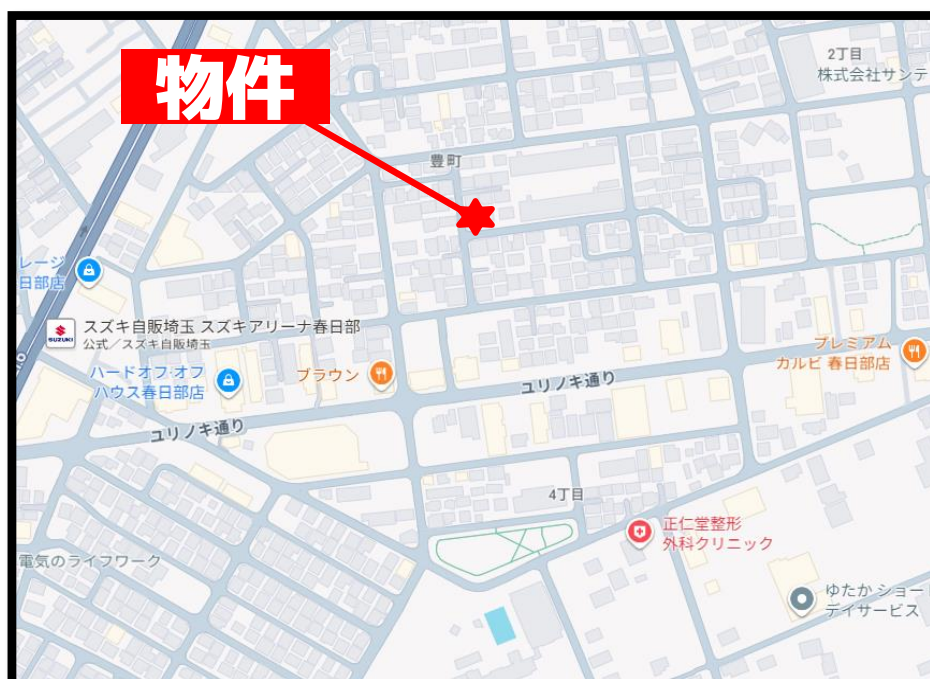 物件
2丁目
株式会社サンテ
豊町
レージ
日部店
スズキ自販埼玉 スズキアリーナ春日部
公式／スズキ自販埼玉
SUZUKI
ハードオフ・オフ
ハウス春日部店
ブラウン
ユリノキ通り
プレミアム
カルビ 春日部店
ユリノキ通り
4丁目
正仁堂整形
外科クリニック
電気のライフワーク
ゆたか ショート
デイサービス